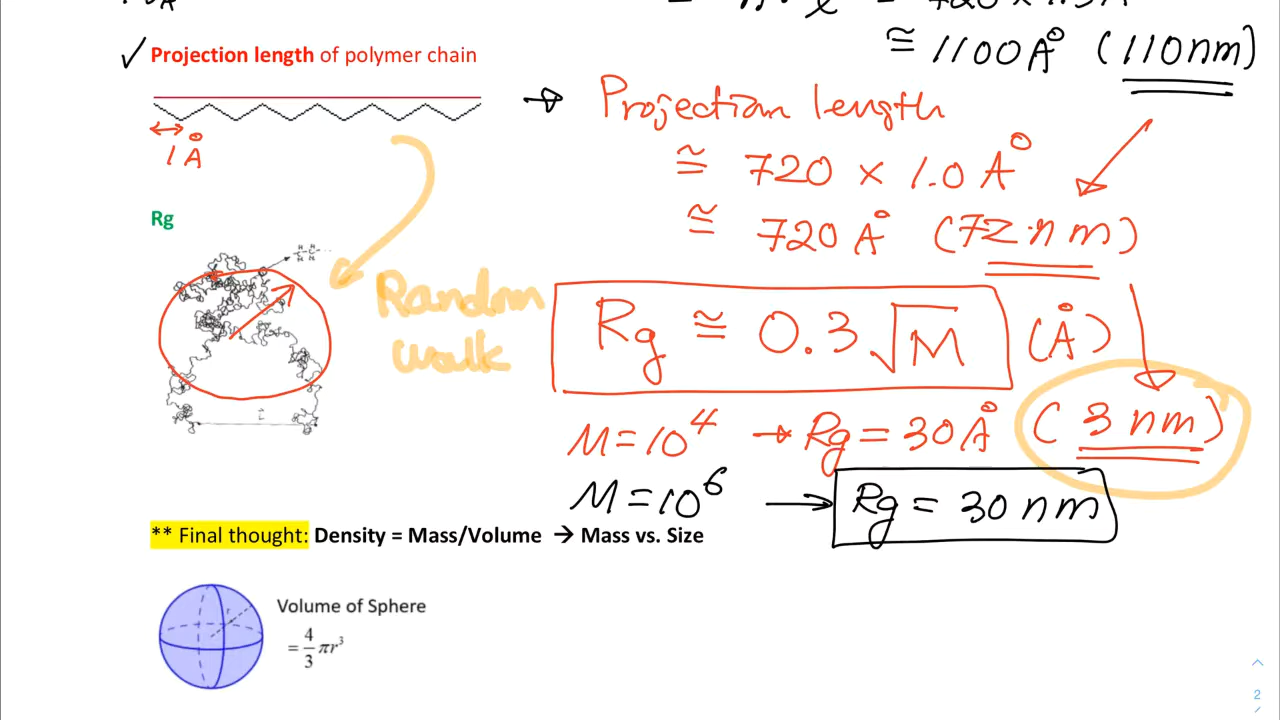 ≅ 1100 Å (110nm)
✓ Projection length of polymer chain
1 Å
→ Projection length
≅ 720 × 1.0 Å
≅ 720 Å (72 nm)
Rg
Random
walk
Rg ≅ 0.3 √M (Å)
M = 10⁴ → Rg = 30 Å (3 nm)
M = 10⁶ → Rg = 30 nm
** Final thought: Density = Mass/Volume → Mass vs. Size
Volume of Sphere
= 4/3 πr³
2